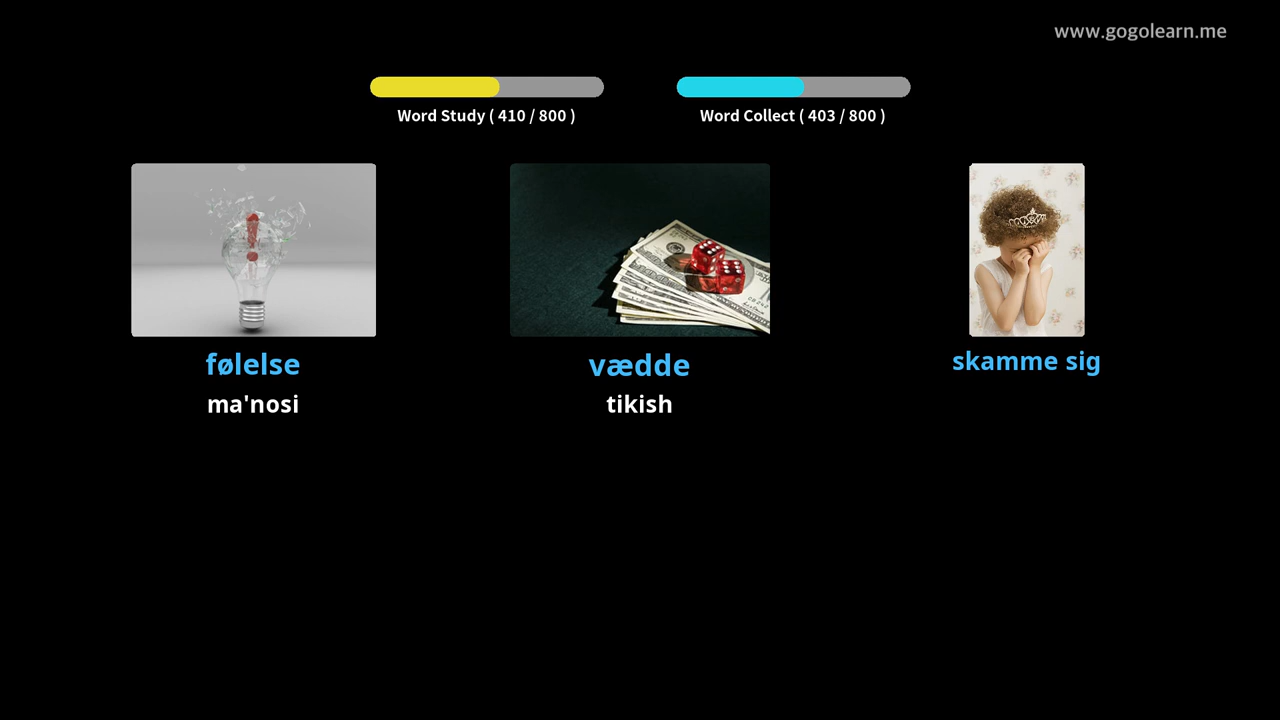 www.gogolearn.me
Word Study ( 410 / 800 )
Word Collect ( 403 / 800 )
følelse
vædde
skamme sig
ma'nosi
tikish